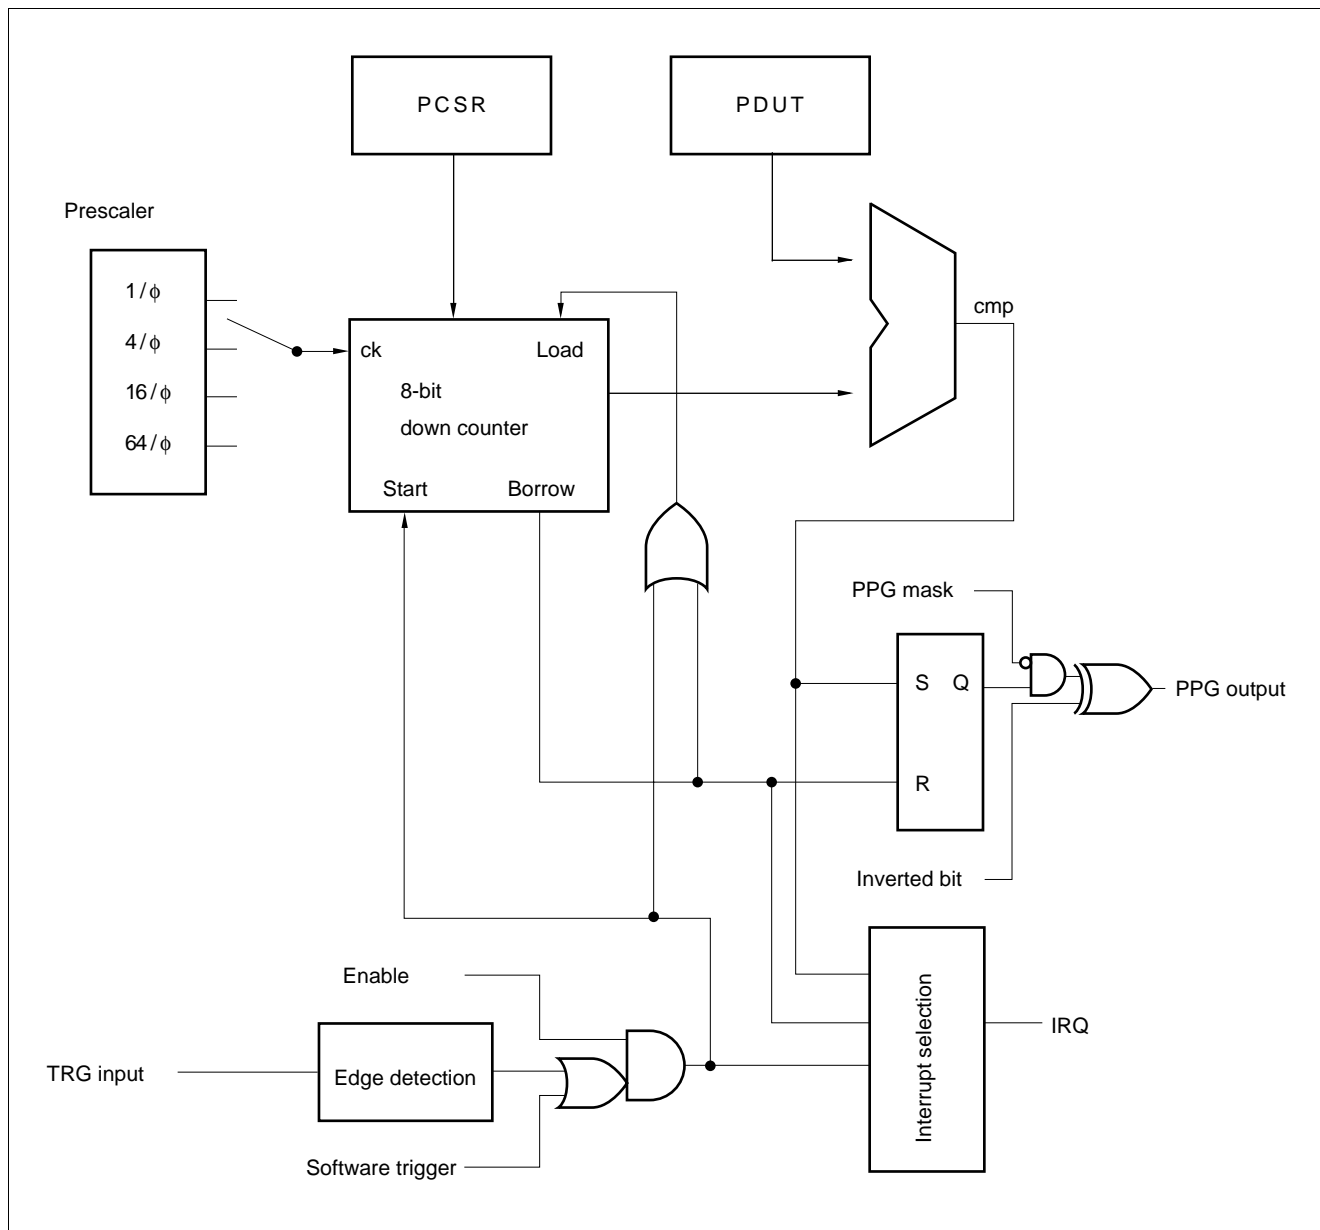 PCSR
PDUT
Prescaler
1/ϕ
4/ϕ
16/ϕ
64/ϕ
ck
Load
8-bit
down counter
Start
Borrow
cmp
PPG mask
S
Q
R
PPG output
Inverted bit
Enable
TRG input
Edge detection
Software trigger
Interrupt selection
IRQ